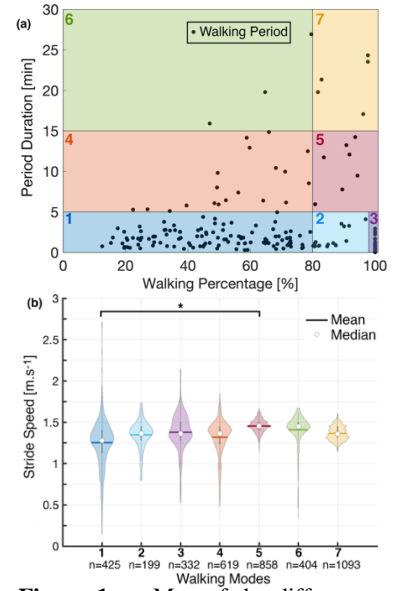 (a)
30
25
20
15
10
5
0
Period Duration [min]
6
7
• Walking Period
4
5
1
2
3
0 20 40 60 80 100
Walking Percentage [%]
(b)
3
2.5
2
1.5
1
0.5
0
Stride Speed [m.s-1]
*
Mean
Median
1 2 3 4 5 6 7
n=425 n=199 n=332 n=619 n=858 n=404 n=1093
Walking Modes